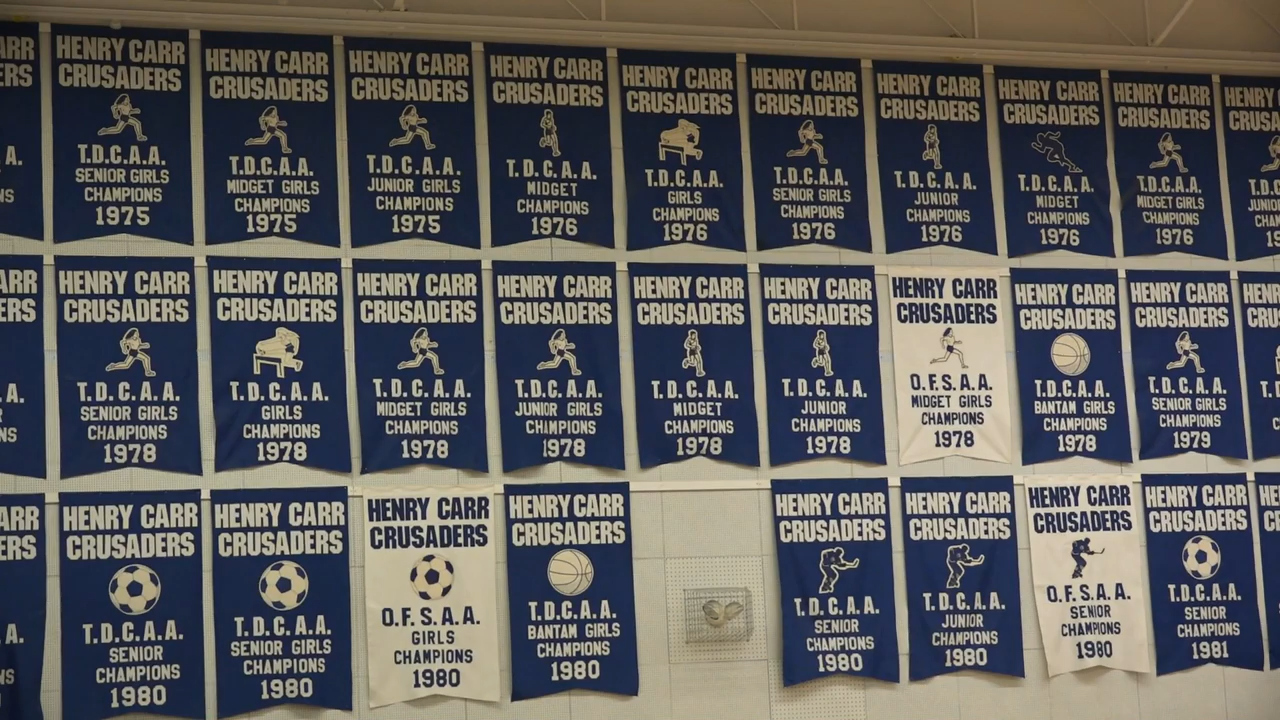 HENRY CARR
CRUSADERS
T.D.C.A.A.
SENIOR GIRLS
CHAMPIONS
1975
HENRY CARR
CRUSADERS
T.D.C.A.A.
MIDGET GIRLS
CHAMPIONS
1975
HENRY CARR
CRUSADERS
T.D.C.A.A.
JUNIOR GIRLS
CHAMPIONS
1975
HENRY CARR
CRUSADERS
T.D.C.A.A.
MIDGET
CHAMPIONS
1976
HENRY CARR
CRUSADERS
T.D.C.A.A.
GIRLS
CHAMPIONS
1976
HENRY CARR
CRUSADERS
T.D.C.A.A.
SENIOR GIRLS
CHAMPIONS
1976
HENRY CARR
CRUSADERS
T.D.C.A.A.
JUNIOR
CHAMPIONS
1976
HENRY CARR
CRUSADERS
T.D.C.A.A.
MIDGET
CHAMPIONS
1976
HENRY CARR
CRUSADERS
T.D.C.A.A.
MIDGET GIRLS
CHAMPIONS
1976
HENRY CARR
CRUSADERS
T.D.C.A.A.
SENIOR GIRLS
CHAMPIONS
1978
HENRY CARR
CRUSADERS
T.D.C.A.A.
GIRLS
CHAMPIONS
1978
HENRY CARR
CRUSADERS
T.D.C.A.A.
MIDGET GIRLS
CHAMPIONS
1978
HENRY CARR
CRUSADERS
T.D.C.A.A.
JUNIOR GIRLS
CHAMPIONS
1978
HENRY CARR
CRUSADERS
T.D.C.A.A.
MIDGET
CHAMPIONS
1978
HENRY CARR
CRUSADERS
T.D.C.A.A.
JUNIOR
CHAMPIONS
1978
HENRY CARR
CRUSADERS
O.F.S.A.A.
MIDGET GIRLS
CHAMPIONS
1978
HENRY CARR
CRUSADERS
T.D.C.A.A.
BANTAM GIRLS
CHAMPIONS
1978
HENRY CARR
CRUSADERS
T.D.C.A.A.
SENIOR GIRLS
CHAMPIONS
1979
HENRY CARR
CRUSADERS
T.D.C.A.A.
SENIOR
CHAMPIONS
1980
HENRY CARR
CRUSADERS
T.D.C.A.A.
SENIOR GIRLS
CHAMPIONS
1980
HENRY CARR
CRUSADERS
O.F.S.A.A.
GIRLS
CHAMPIONS
1980
HENRY CARR
CRUSADERS
T.D.C.A.A.
BANTAM GIRLS
CHAMPIONS
1980
HENRY CARR
CRUSADERS
T.D.C.A.A.
SENIOR
CHAMPIONS
1980
HENRY CARR
CRUSADERS
T.D.C.A.A.
JUNIOR
CHAMPIONS
1980
HENRY CARR
CRUSADERS
O.F.S.A.A.
SENIOR
CHAMPIONS
1980
HENRY CARR
CRUSADERS
T.D.C.A.A.
SENIOR
CHAMPIONS
1981